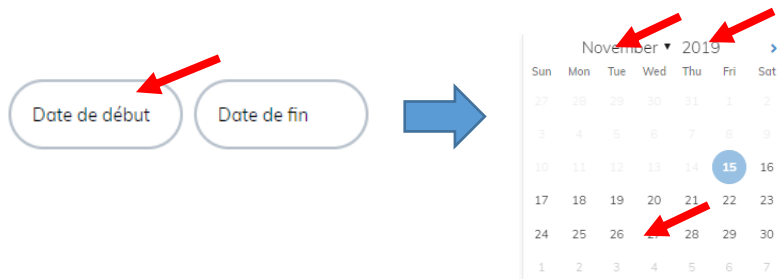 Date de début
Date de fin
November ▾ 2019 >
Sun Mon Tue Wed Thu Fri Sat
27 28 29 30 31 1 2
3 4 5 6 7 8 9
10 11 12 13 14 15 16
17 18 19 20 21 22 23
24 25 26 27 28 29 30
1 2 3 4 5 6 7